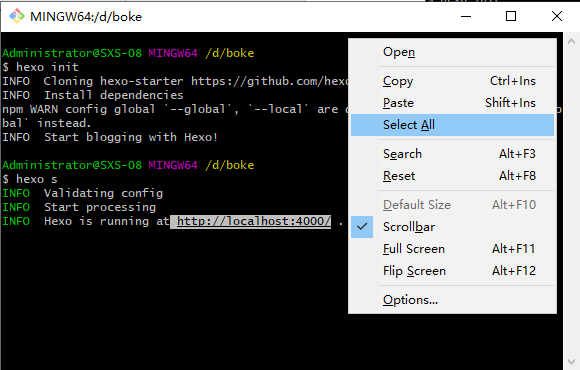 MINGW64:/d/boke
Administrator@SXS-08 MINGW64 /d/boke
$ hexo init
INFO  Cloning hexo-starter https://github.com/hexo
INFO  Install dependencies
npm WARN config global `--global`, `--local` are
bal` instead.
INFO  Start blogging with Hexo!
Administrator@SXS-08 MINGW64 /d/boke
$ hexo s
INFO  Validating config
INFO  Start processing
INFO  Hexo is running at http://localhost:4000/ .
Open
Copy Ctrl+Ins
Paste Shift+Ins
Select All
Search Alt+F3
Reset Alt+F8
Default Size Alt+F10
Scrollbar
Full Screen Alt+F11
Flip Screen Alt+F12
Options...